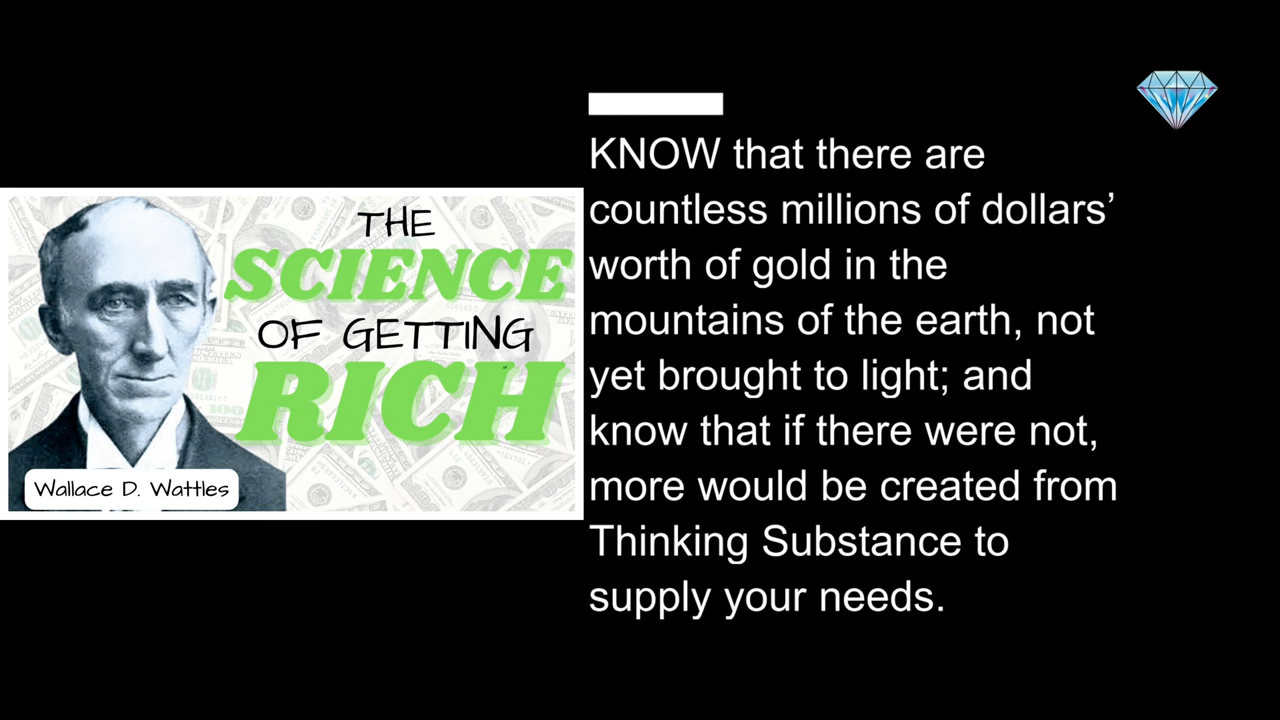 THE
SCIENCE
OF GETTING
RICH
Wallace D. Wattles
KNOW that there are
countless millions of dollars’
worth of gold in the
mountains of the earth, not
yet brought to light; and
know that if there were not,
more would be created from
Thinking Substance to
supply your needs.